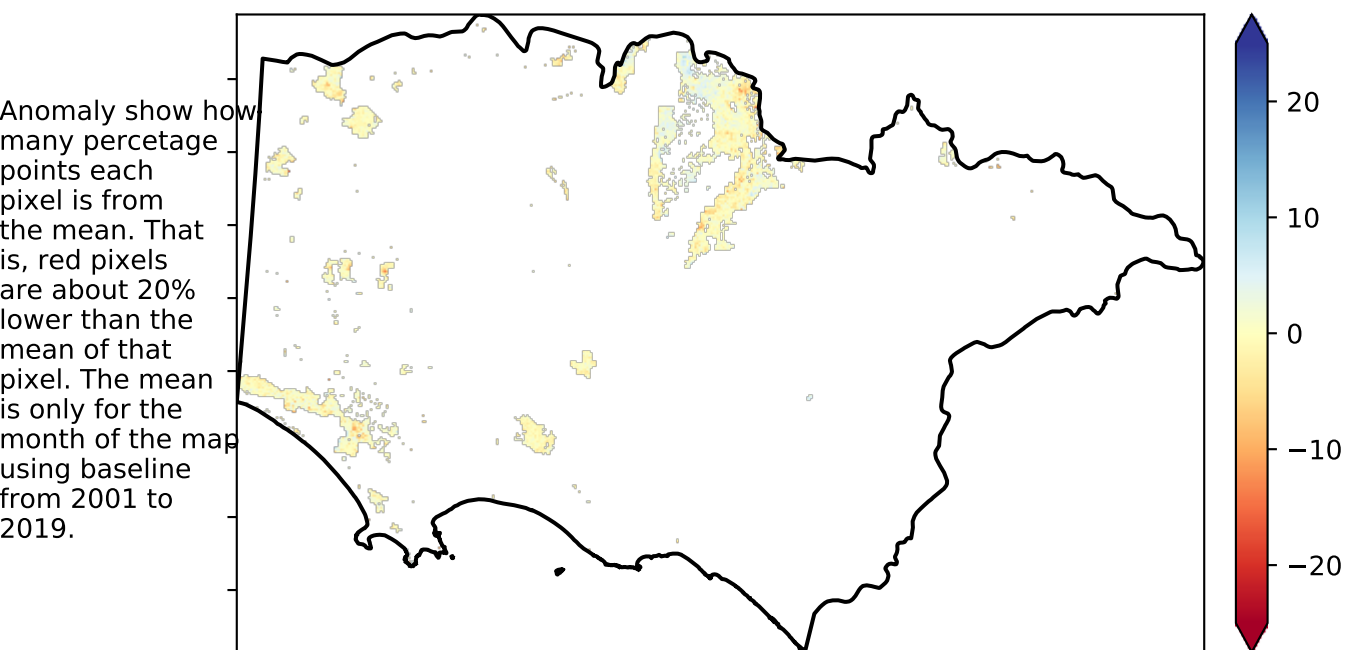 Anomaly show how
many percetage
points each
pixel is from
the mean. That
is, red pixels
are about 20%
lower than the
mean of that
pixel. The mean
is only for the
month of the map
using baseline
from 2001 to
2019.
20
10
0
−10
−20